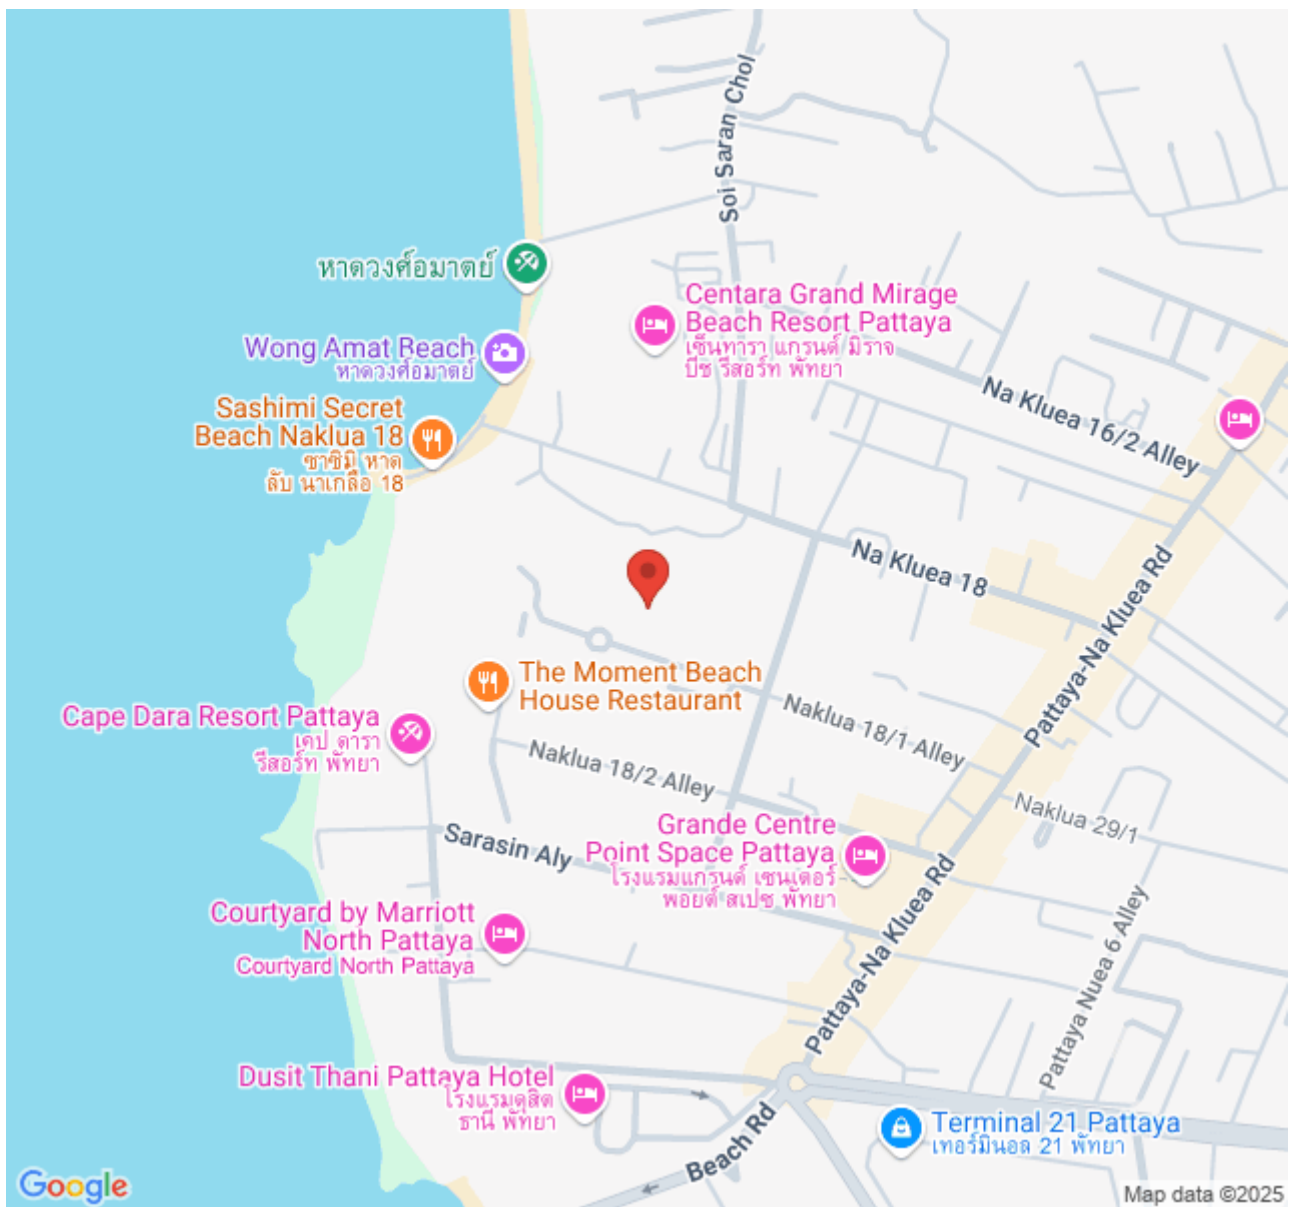 Soi Saran Chol
หาดวงศ์อมาตย์
Centara Grand Mirage
Beach Resort Pattaya
เซ็นทารา แกรนด์ มิราจ
บีช รีสอร์ท พัทยา
Wong Amat Beach
หาดวงศ์อมาตย์
Sashimi Secret
Beach Naklua 18
ซาซิมิ หาด
ลับ นาเกลือ 18
Na Kluea 16/2 Alley
Na Kluea 18
Pattaya-Na Kluea Rd
The Moment Beach
House Restaurant
Cape Dara Resort Pattaya
เคป ดารา
รีสอร์ท พัทยา
Naklua 18/1 Alley
Naklua 18/2 Alley
Naklua 29/1
Sarasin Aly
Grande Centre
Point Space Pattaya
โรงแรมแกรนด์ เซนเตอร์
พอยต์ สเปซ พัทยา
Courtyard by Marriott
North Pattaya
Courtyard North Pattaya
Pattaya-Na Kluea Rd
Pattaya Nuea 6 Alley
Dusit Thani Pattaya Hotel
โรงแรมดุสิต
ธานี พัทยา
Beach Rd
Terminal 21 Pattaya
เทอร์มินอล 21 พัทยา
Google
Map data ©2025